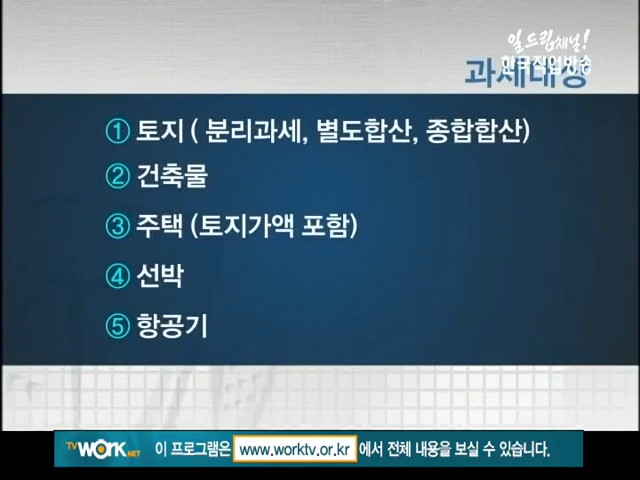 일 드림 채널!
한국직업방송
과세대상
① 토지 ( 분리과세, 별도합산, 종합합산)
② 건축물
③ 주택 (토지가액 포함)
④ 선박
⑤ 항공기
TV WORK.NET 이 프로그램은 www.worktv.or.kr 에서 전체 내용을 보실 수 있습니다.